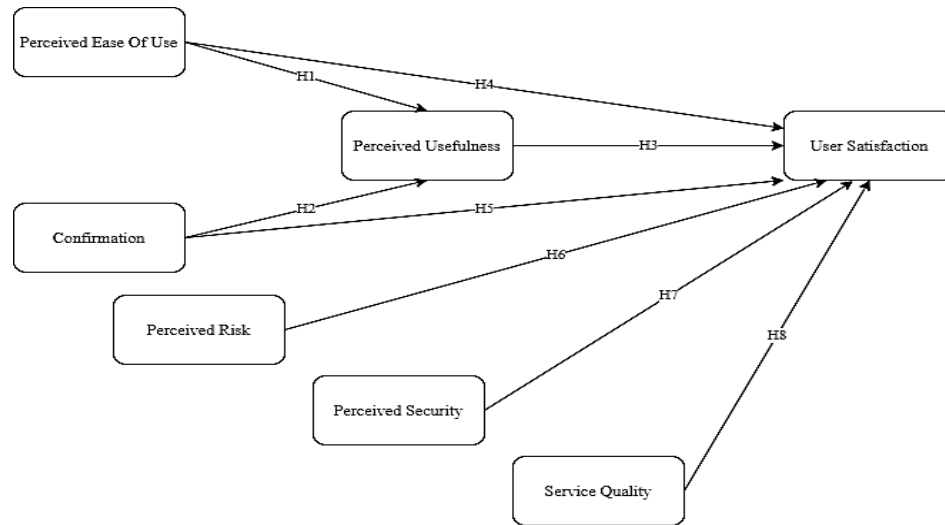 Perceived Ease Of Use
H1
H4
Perceived Usefulness
H3
User Satisfaction
H2
H5
Confirmation
H6
Perceived Risk
H7
H8
Perceived Security
Service Quality